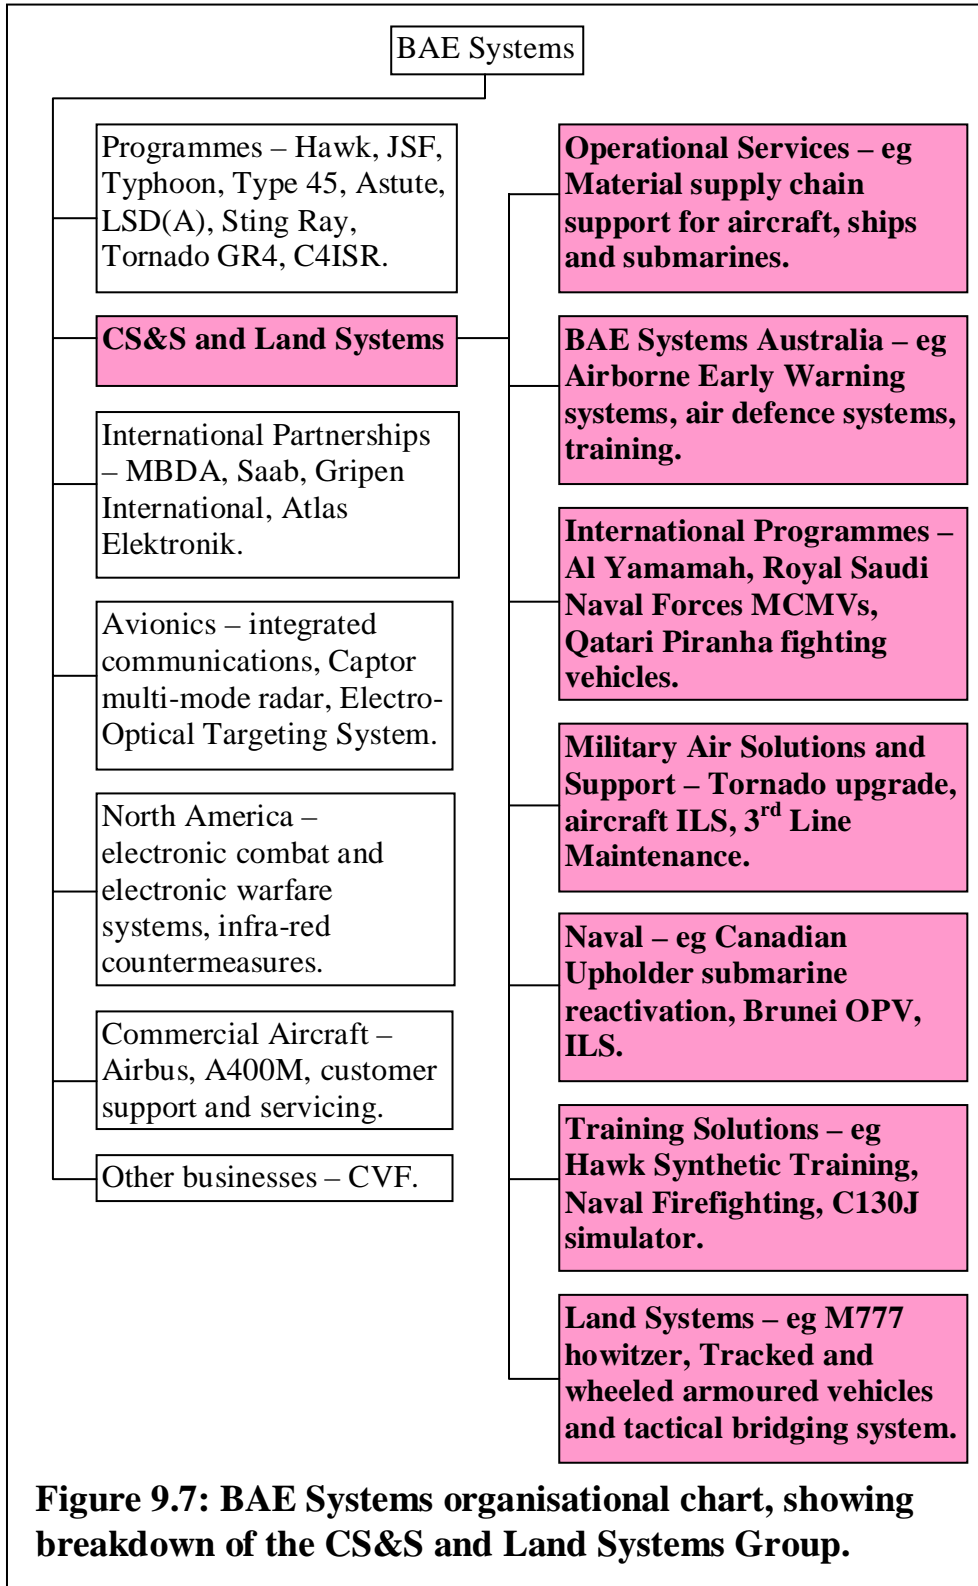 BAE Systems
Programmes – Hawk, JSF,
Typhoon, Type 45, Astute,
LSD(A), Sting Ray,
Tornado GR4, C4ISR.
CS&S and Land Systems
International Partnerships
– MBDA, Saab, Gripen
International, Atlas
Elektronik.
Avionics – integrated
communications, Captor
multi-mode radar, Electro-
Optical Targeting System.
North America –
electronic combat and
electronic warfare
systems, infra-red
countermeasures.
Commercial Aircraft –
Airbus, A400M, customer
support and servicing.
Other businesses – CVF.
Operational Services – eg
Material supply chain
support for aircraft, ships
and submarines.
BAE Systems Australia – eg
Airborne Early Warning
systems, air defence systems,
training.
International Programmes –
Al Yamamah, Royal Saudi
Naval Forces MCMVs,
Qatari Piranha fighting
vehicles.
Military Air Solutions and
Support – Tornado upgrade,
aircraft ILS, 3rd Line
Maintenance.
Naval – eg Canadian
Upholder submarine
reactivation, Brunei OPV,
ILS.
Training Solutions – eg
Hawk Synthetic Training,
Naval Firefighting, C130J
simulator.
Land Systems – eg M777
howitzer, Tracked and
wheeled armoured vehicles
and tactical bridging system.
Figure 9.7: BAE Systems organisational chart, showing
breakdown of the CS&S and Land Systems Group.